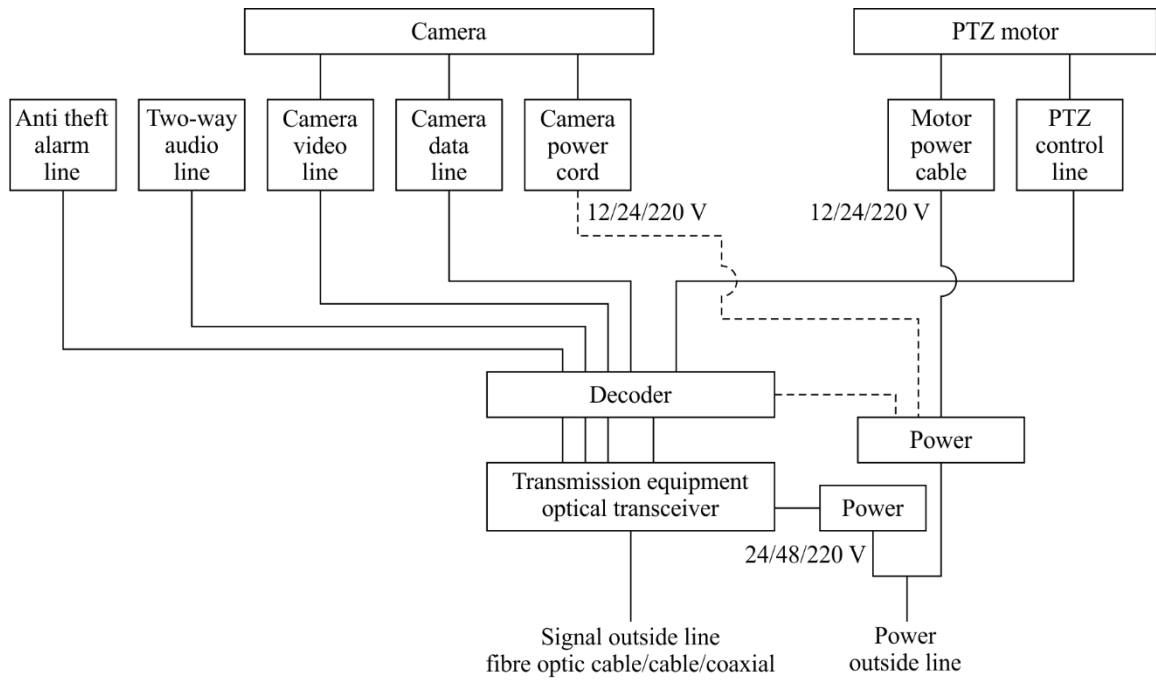 Camera
PTZ motor
Anti theft
alarm
line
Two-way
audio
line
Camera
video
line
Camera
data
line
Camera
power
cord
Motor
power
cable
PTZ
control
line
12/24/220 V
12/24/220 V
Decoder
Power
Transmission equipment
optical transceiver
Power
24/48/220 V
Signal outside line
fibre optic cable/cable/coaxial
Power
outside line